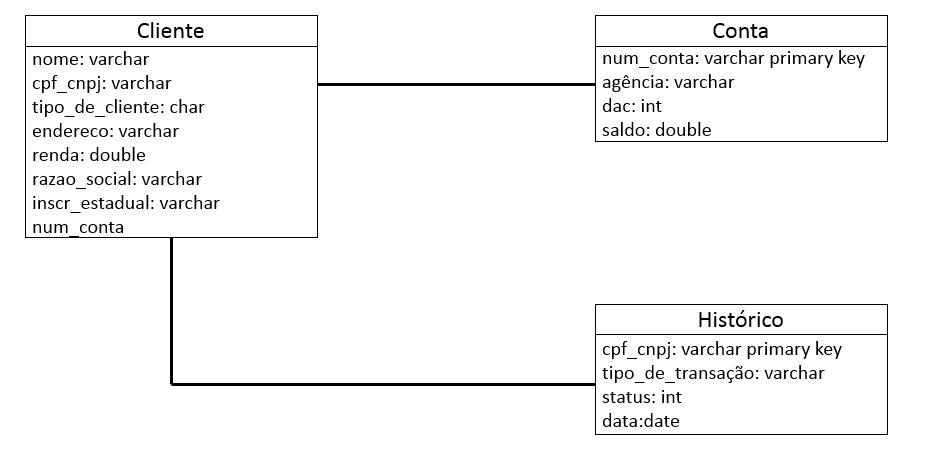 Cliente
nome: varchar
cpf_cnpj: varchar
tipo_de_cliente: char
endereco: varchar
renda: double
razao_social: varchar
inscr_estadual: varchar
num_conta
Conta
num_conta: varchar primary key
agência: varchar
dac: int
saldo: double
Histórico
cpf_cnpj: varchar primary key
tipo_de_transação: varchar
status: int
data:date